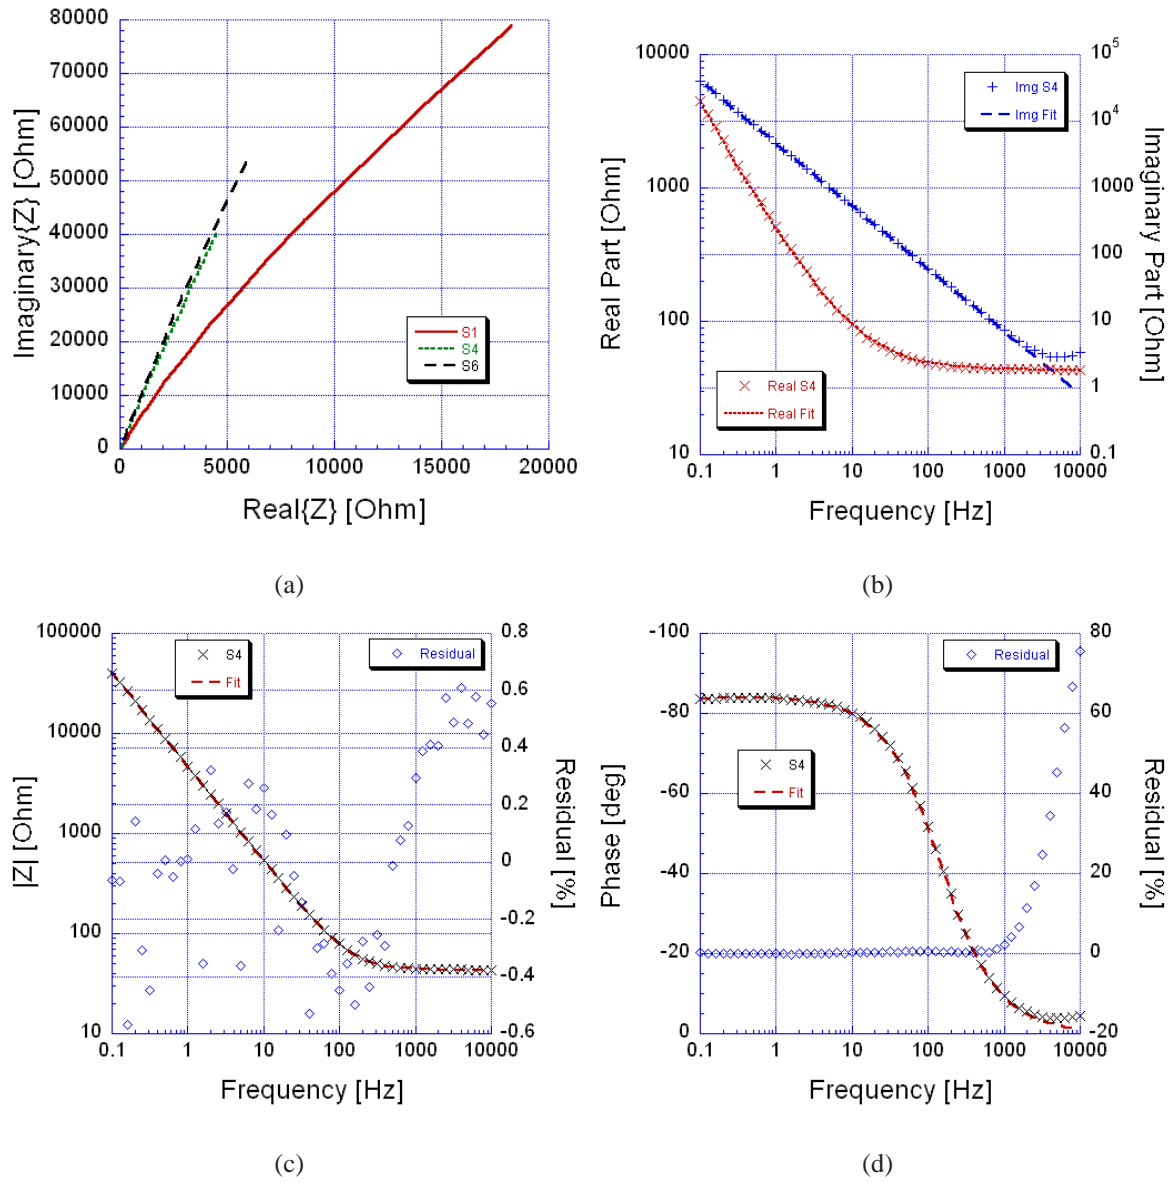 80000
70000
60000
50000
40000
30000
20000
10000
0
Imaginary{Z} [Ohm]
S1
S4
S6
0 5000 10000 15000 20000
Real{Z} [Ohm]
(a)
10000
1000
100
10
Real Part [Ohm]
10^5
10^4
1000
100
10
1
0.1
Imaginary Part [Ohm]
Img S4
Img Fit
Real S4
Real Fit
0.1 1 10 100 1000 10000
Frequency [Hz]
(b)
100000
10000
1000
100
10
|Z| [Ohm]
0.8
0.6
0.4
0.2
0
-0.2
-0.4
-0.6
Residual [%]
S4
Fit
Residual
0.1 1 10 100 1000 10000
Frequency [Hz]
(c)
-100
-80
-60
-40
-20
0
Phase [deg]
80
60
40
20
0
-20
Residual [%]
Residual
S4
Fit
0.1 1 10 100 1000 10000
Frequency [Hz]
(d)